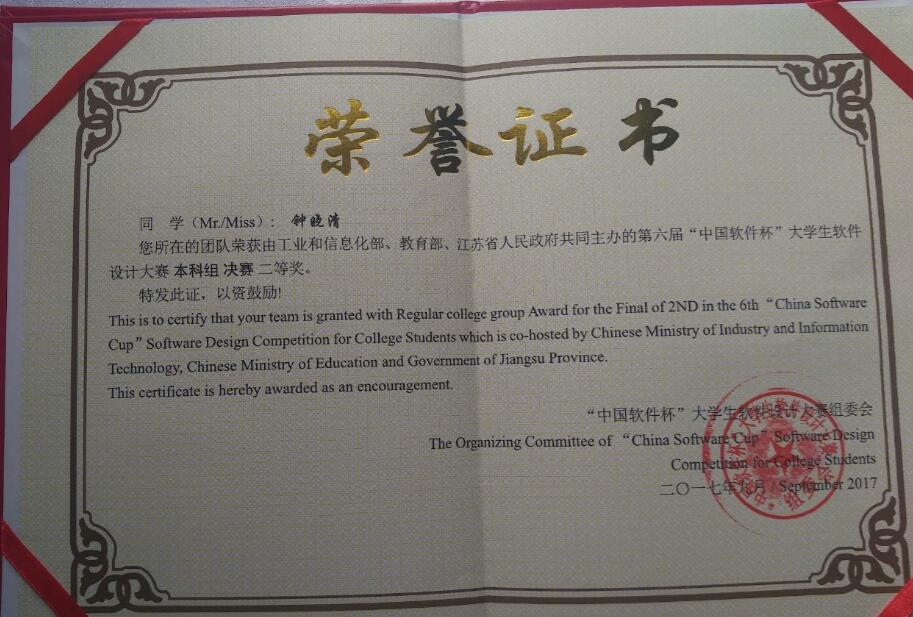 荣誉证书
同 学（Mr./Miss）： 钟晓清
您所在的团队荣获由工业和信息化部、教育部、江苏省人民政府共同主办的第六届“中国软件杯”大学生软件
设计大赛 本科组 决赛 二等奖。
特发此证，以资鼓励!
This is to certify that your team is granted with Regular college group Award for the Final of 2ND in the 6th “China Software
Cup” Software Design Competition for College Students which is co-hosted by Chinese Ministry of Industry and Information
Technology, Chinese Ministry of Education and Government of Jiangsu Province.
This certificate is hereby awarded as an encouragement.
“中国软件杯”大学生软件设计大赛组委会
The Organizing Committee of “China Software Cup” Software Design
Competition for College Students
二〇一七年九月 / September 2017